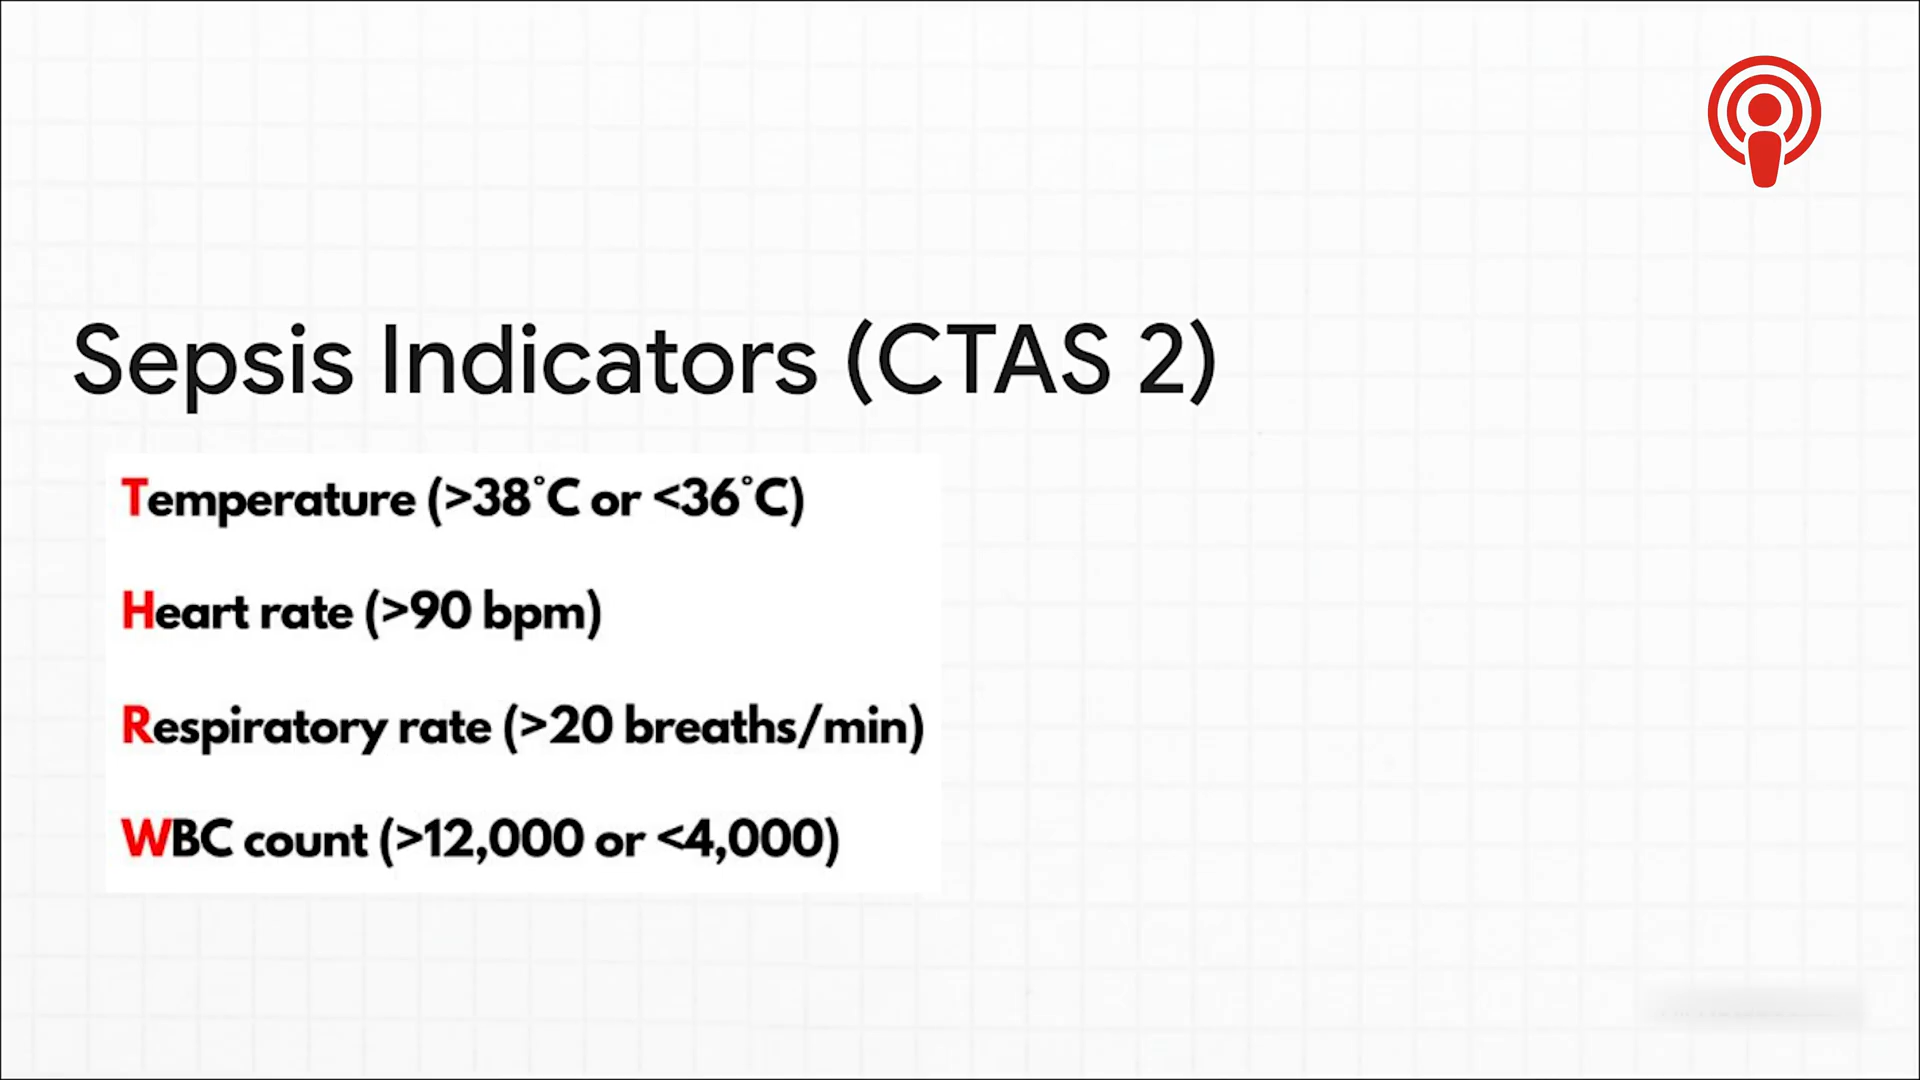 Sepsis Indicators (CTAS 2)
Temperature (>38°C or <36°C)
Heart rate (>90 bpm)
Respiratory rate (>20 breaths/min)
WBC count (>12,000 or <4,000)